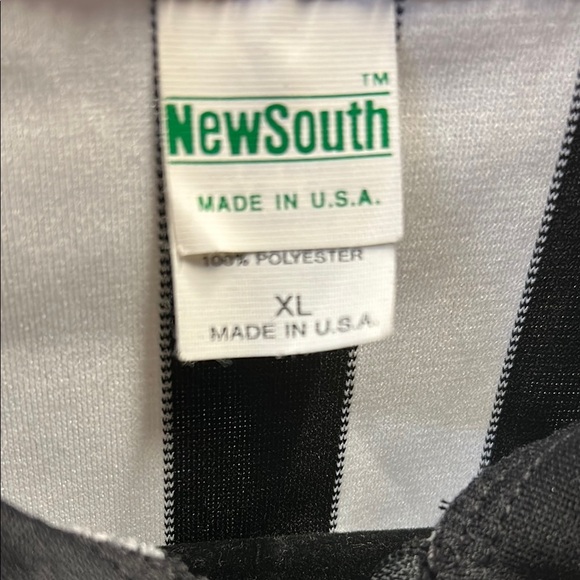 TM
NewSouth
MADE IN U.S.A.
100% POLYESTER
XL
MADE IN U.S.A.